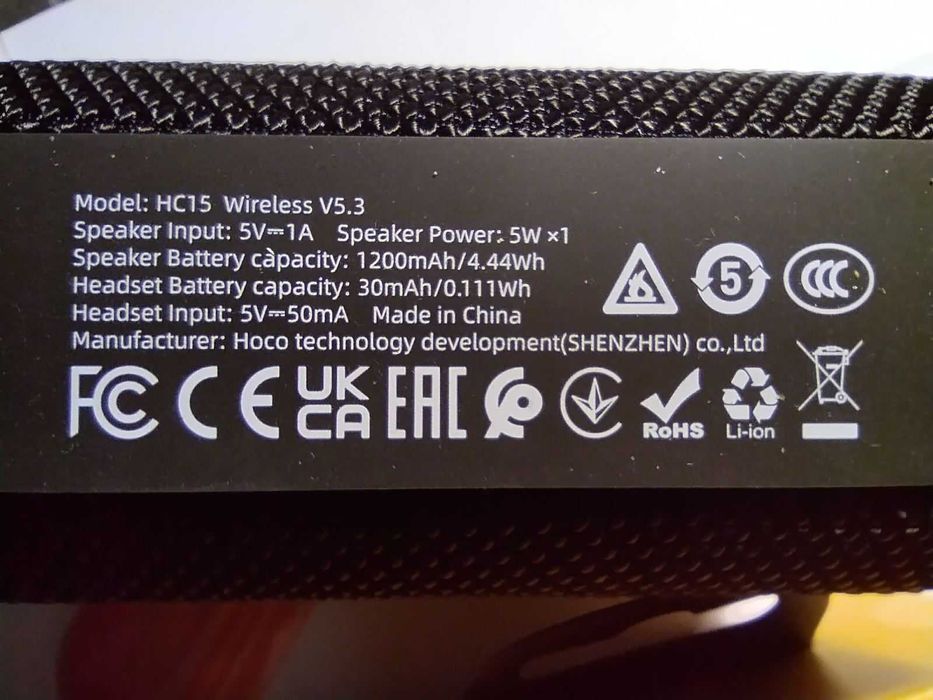 Model: HC15 Wireless V5.3
Speaker Input: 5V⎓1A Speaker Power: 5W ×1
Speaker Battery capacity: 1200mAh/4.44Wh
Headset Battery capacity: 30mAh/0.111Wh
Headset Input: 5V⎓50mA Made in China
Manufacturer: Hoco technology development(SHENZHEN) co.,Ltd
5 CCC
FC CE UK CA EAC RoHS Li-ion